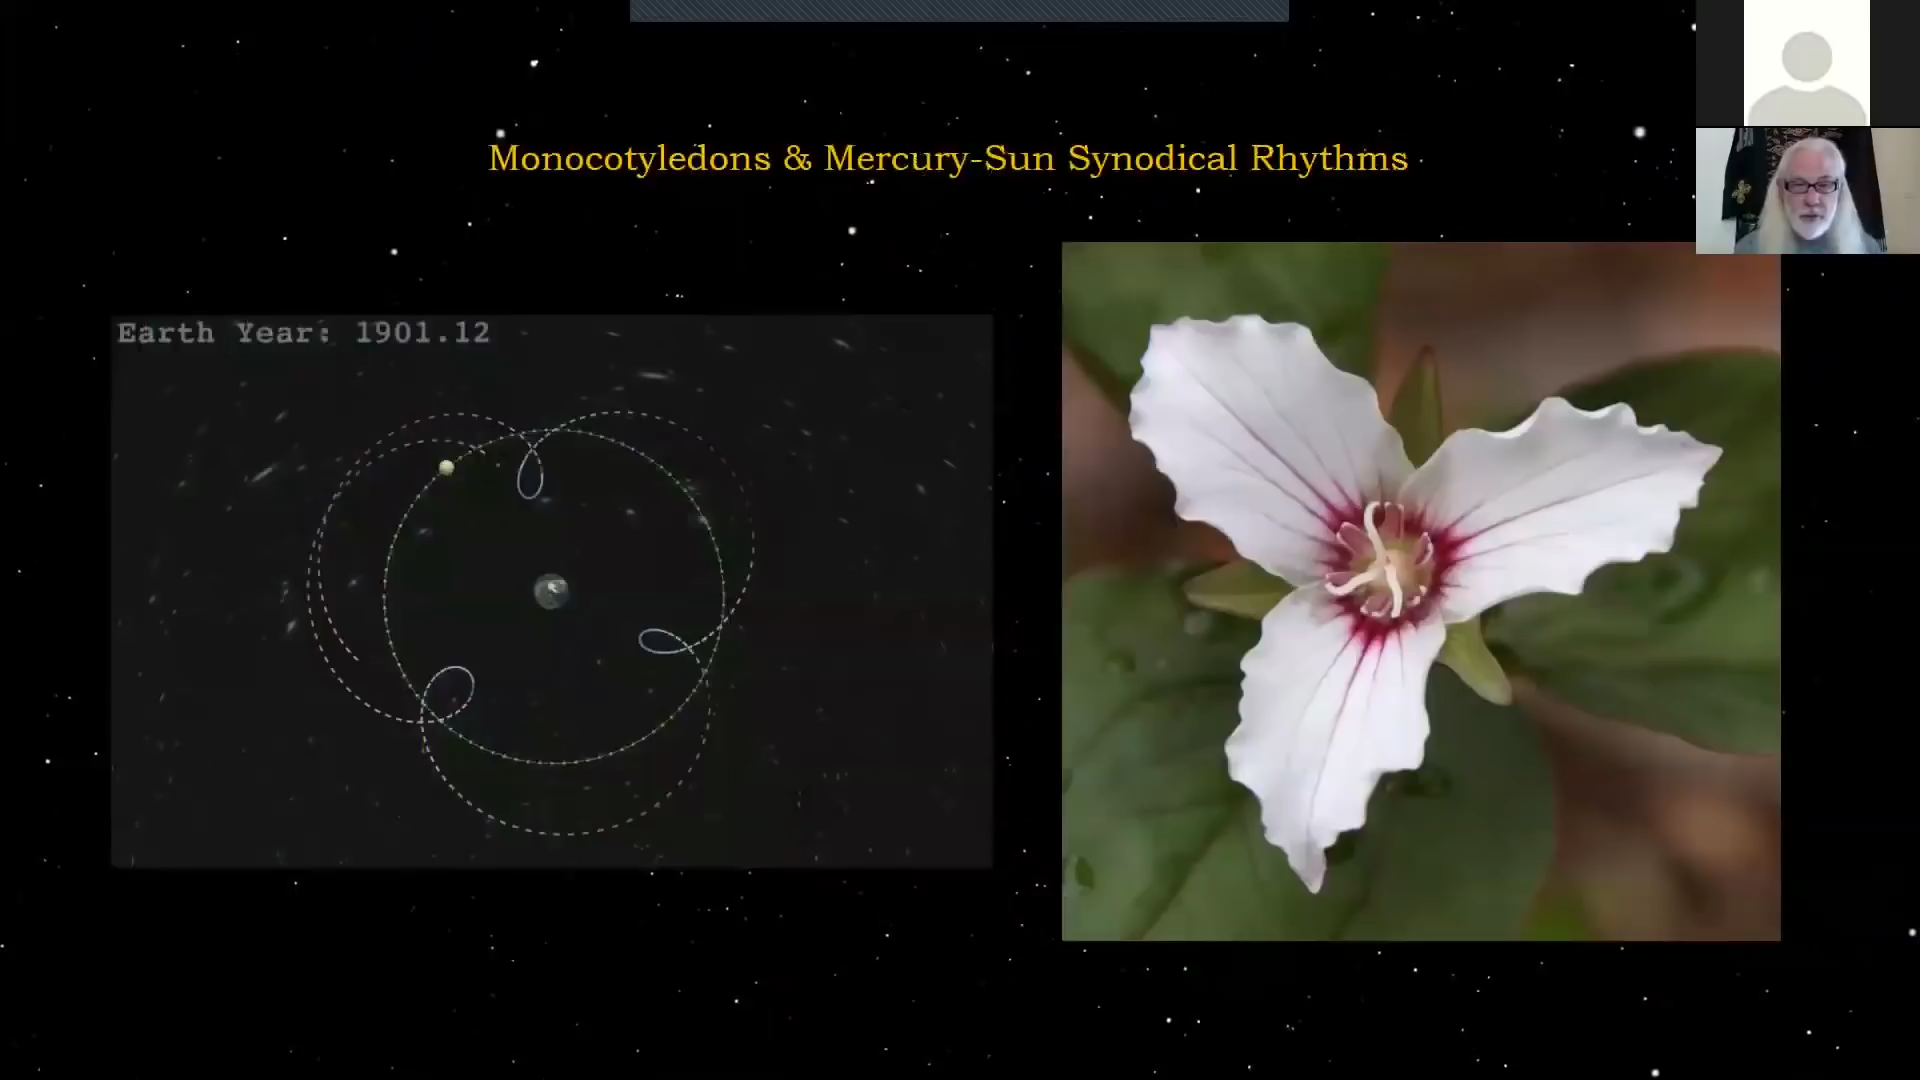 Monocotyledons & Mercury-Sun Synodical Rhythms
Earth Year: 1901.12